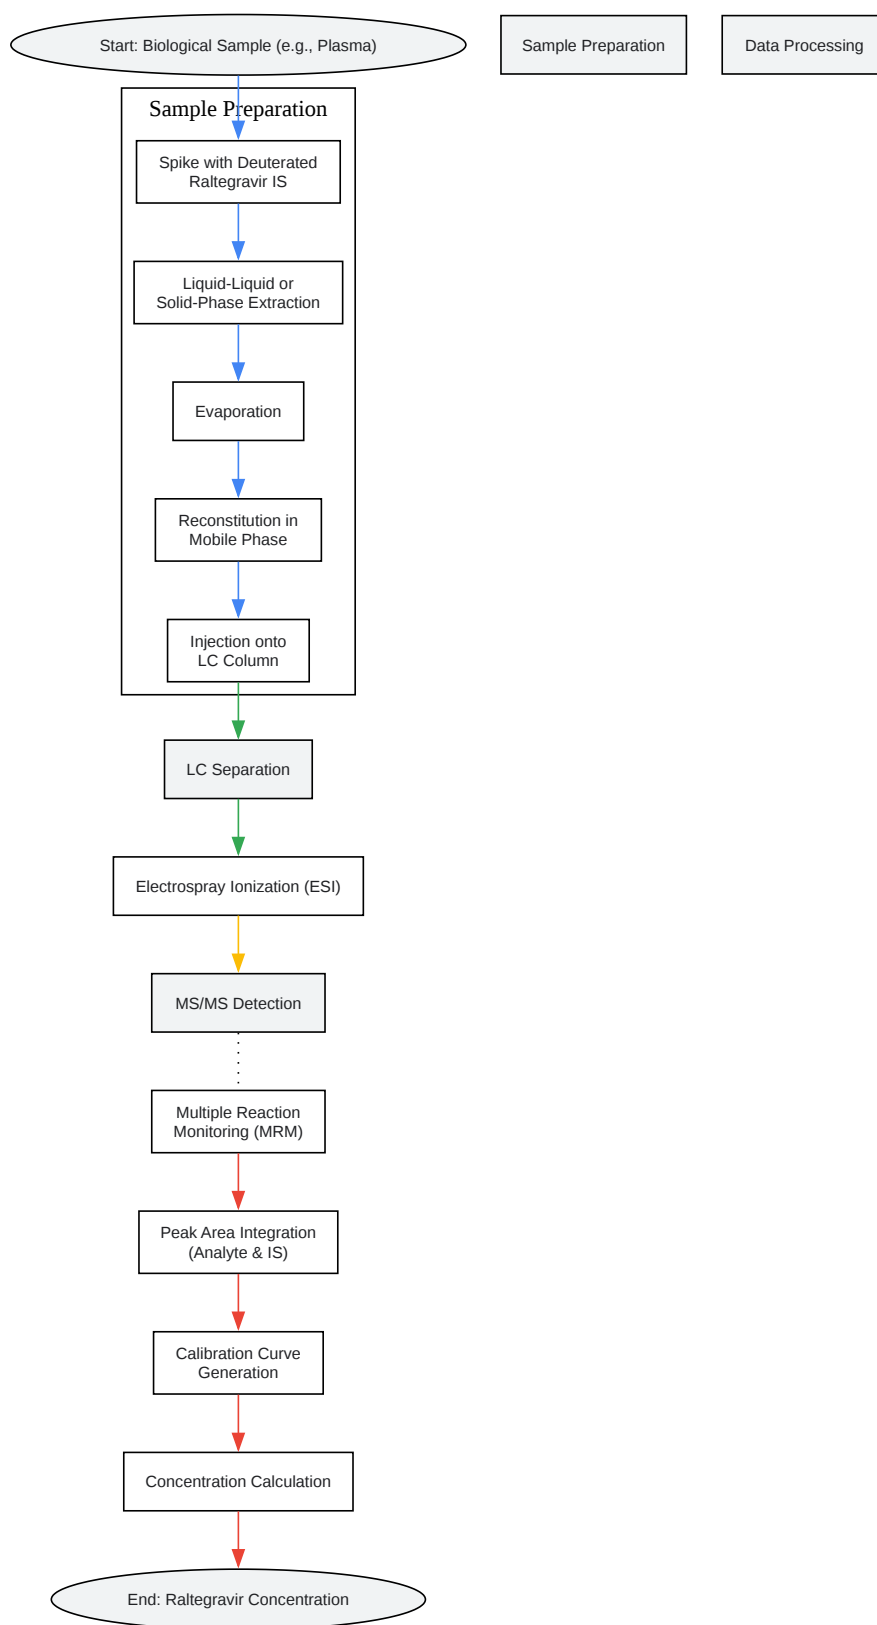 Start: Biological Sample (e.g., Plasma)
Sample Preparation
Data Processing
Sample Preparation
Spike with Deuterated
Raltegravir IS
Liquid-Liquid or
Solid-Phase Extraction
Evaporation
Reconstitution in
Mobile Phase
Injection onto
LC Column
LC Separation
Electrospray Ionization (ESI)
MS/MS Detection
Multiple Reaction
Monitoring (MRM)
Peak Area Integration
(Analyte & IS)
Calibration Curve
Generation
Concentration Calculation
End: Raltegravir Concentration